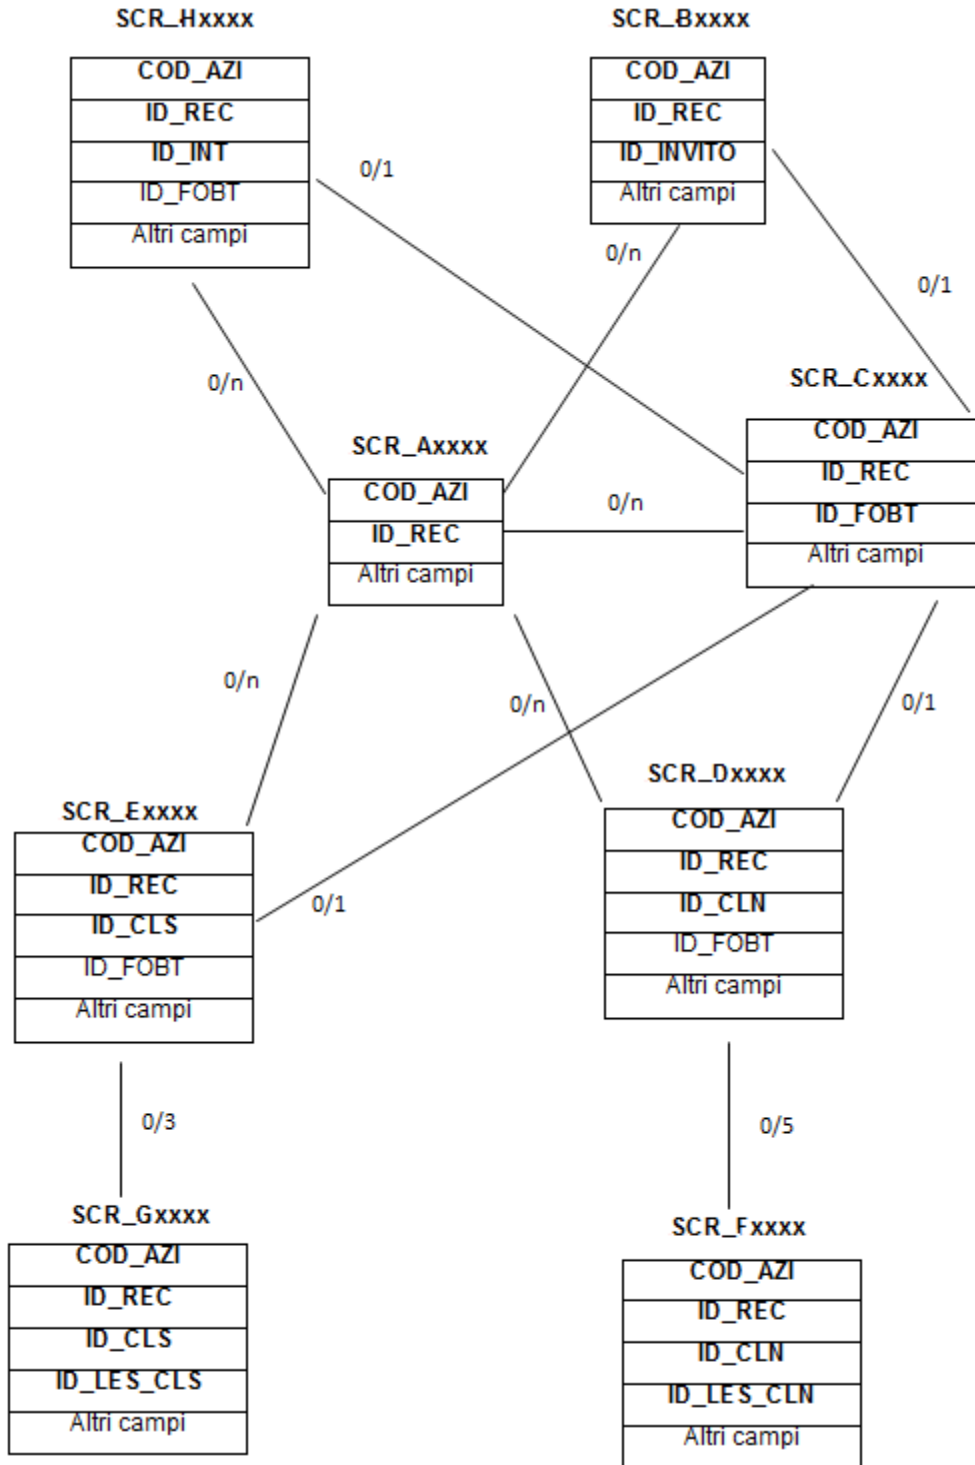 SCR_Hxxxx
COD_AZI
ID_REC
ID_INT
ID_FOBT
Altri campi
SCR_Bxxxx
COD_AZI
ID_REC
ID_INVITO
Altri campi
0/1
0/n
0/1
0/n
SCR_Cxxxx
COD_AZI
ID_REC
ID_FOBT
Altri campi
SCR_Axxxx
COD_AZI
ID_REC
Altri campi
0/n
0/n
0/n
0/1
SCR_Exxxx
COD_AZI
ID_REC
ID_CLS
ID_FOBT
Altri campi
0/1
SCR_Dxxxx
COD_AZI
ID_REC
ID_CLN
ID_FOBT
Altri campi
0/3
0/5
SCR_Gxxxx
COD_AZI
ID_REC
ID_CLS
ID_LES_CLS
Altri campi
SCR_Fxxxx
COD_AZI
ID_REC
ID_CLN
ID_LES_CLN
Altri campi